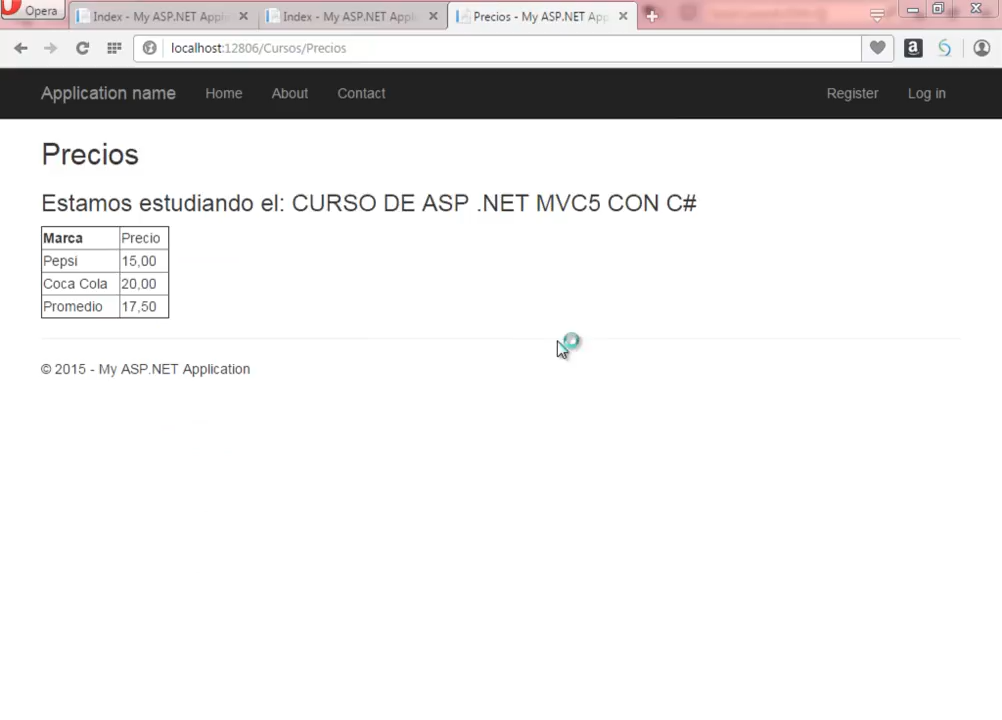 Opera
Index - My ASP.NET Appli
Index - My ASP.NET Appli
Precios - My ASP.NET App
localhost:12806/Cursos/Precios
Application name Home About Contact Register Log in
Precios
Estamos estudiando el: CURSO DE ASP .NET MVC5 CON C#
Marca Precio
Pepsi 15,00
Coca Cola 20,00
Promedio 17,50
© 2015 - My ASP.NET Application